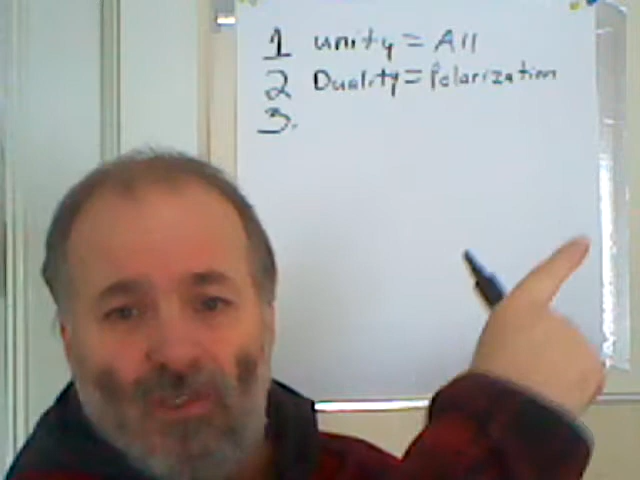 1 unity = All
2 Duality = Polarization
3.